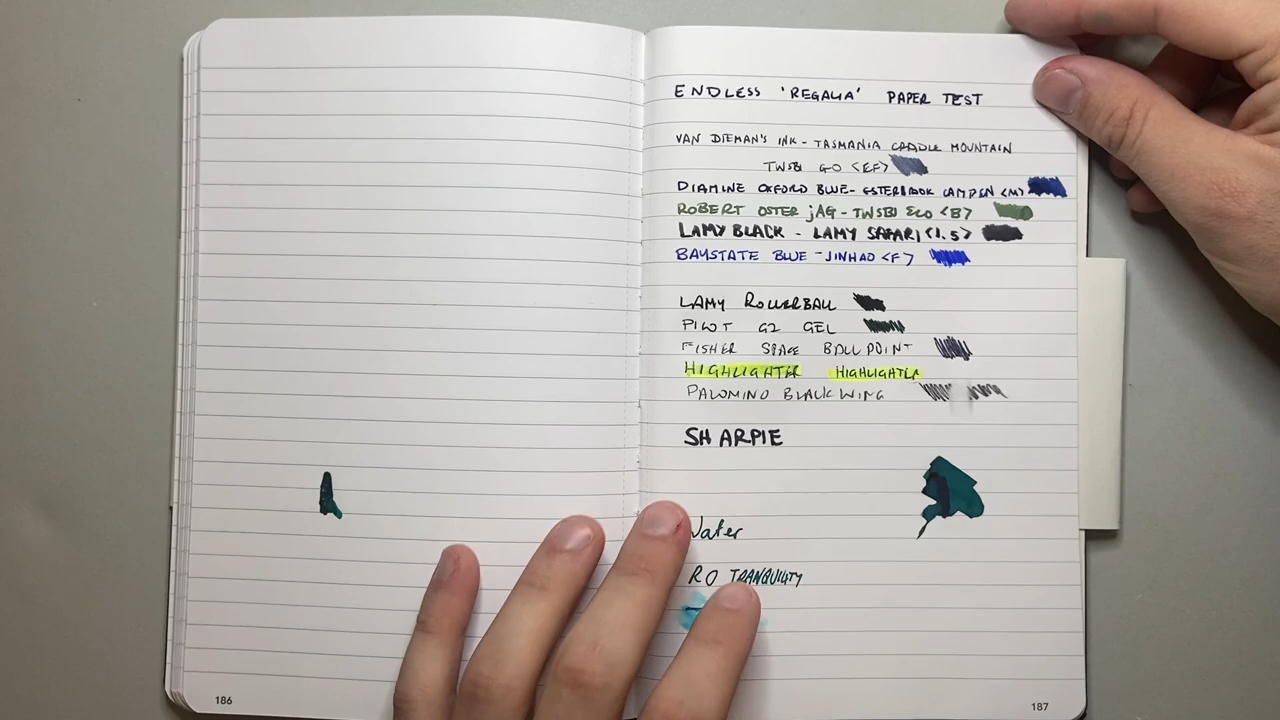 ENDLESS 'REGALIA' PAPER TEST
VAN DIEMAN'S INK - TASMANIA CRADLE MOUNTAIN
TWSBI GO <EF>
DIAMINE OXFORD BLUE - ESTERBROOK CAMDEN <M>
ROBERT OSTER jAG - TWSBI ECO <B>
LAMY BLACK - LAMY SAFARI <1.5>
BAYSTATE BLUE - JINHAO <F>
LAMY ROLLERBALL
PILOT G2 GEL
FISHER SPACE BALLPOINT
HIGHLIGHTER HIGHLIGHTER
PALOMINO BLACKWING
SHARPIE
Water
RO TRANQUILITY
186
187